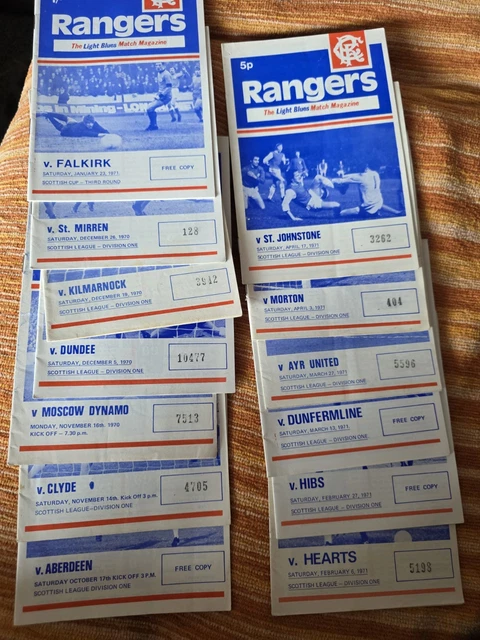 Rangers
The Light Blues Match Magazine
v. FALKIRK
SATURDAY, JANUARY 23, 1971
SCOTTISH CUP — THIRD ROUND
FREE COPY
v. St. MIRREN
SATURDAY, DECEMBER 26, 1970
SCOTTISH LEAGUE — DIVISION ONE
128
v. KILMARNOCK
SATURDAY, DECEMBER 19, 1970
SCOTTISH LEAGUE — DIVISION ONE
3942
v. DUNDEE
SATURDAY, DECEMBER 5, 1970
SCOTTISH LEAGUE — DIVISION ONE
10477
v MOSCOW DYNAMO
MONDAY, NOVEMBER 16th, 1970
KICK OFF — 7.30 p.m.
7513
v. CLYDE
SATURDAY, NOVEMBER 14th. Kick Off 3 p.m.
SCOTTISH LEAGUE—DIVISION ONE
4705
v. ABERDEEN
SATURDAY OCTOBER 17th KICK OFF 3 P.M.
SCOTTISH LEAGUE DIVISION ONE
FREE COPY
5p
Rangers
The Light Blues Match Magazine
v ST. JOHNSTONE
SATURDAY, APRIL 17, 1971
SCOTTISH LEAGUE — DIVISION ONE
3262
v. MORTON
SATURDAY, APRIL 3, 1971
SCOTTISH LEAGUE — DIVISION ONE
404
v. AYR UNITED
SATURDAY, MARCH 27, 1971
SCOTTISH LEAGUE — DIVISION ONE
5596
v. DUNFERMLINE
SATURDAY, MARCH 13, 1971
SCOTTISH LEAGUE — DIVISION ONE
FREE COPY
v. HIBS
SATURDAY, FEBRUARY 27, 1971
SCOTTISH LEAGUE — DIVISION ONE
FREE COPY
v. HEARTS
SATURDAY, FEBRUARY 6, 1971
SCOTTISH LEAGUE — DIVISION ONE
5198